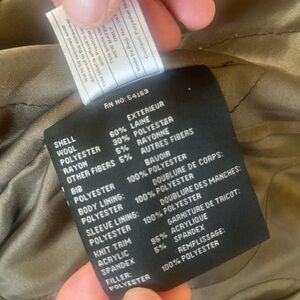 RN NO: 54163
EXTERIEUR
SHELL
WOOL 60% LAINE
POLYESTER 30% POLYESTER
RAYON 5% RAYONNE
OTHER FIBERS 5% AUTRES FIBERS
BIB BAVOIR
POLYESTER 100% POLYESTER
BODY LINING: DOUBLURE DE CORPS:
POLYESTER 100% POLYESTER
SLEEVE LINING: DOUBLURE DES MANCHES:
POLYESTER 100% POLYESTER
KNIT TRIM GARNITURE DE TRICOT:
ACRYLIC 95% ACRYLIQUE
SPANDEX 5% SPANDEX
FILLER: REMPLISSAGE:
POLYESTER 100% POLYESTER